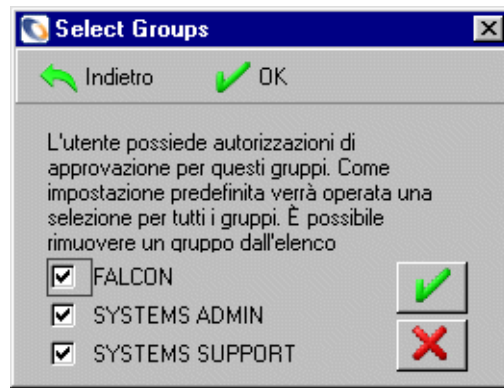 Select Groups
Indietro OK
L'utente possiede autorizzazioni di
approvazione per questi gruppi. Come
impostazione predefinita verrà operata una
selezione per tutti i gruppi. È possibile
rimuovere un gruppo dall'elenco
FALCON
SYSTEMS ADMIN
SYSTEMS SUPPORT